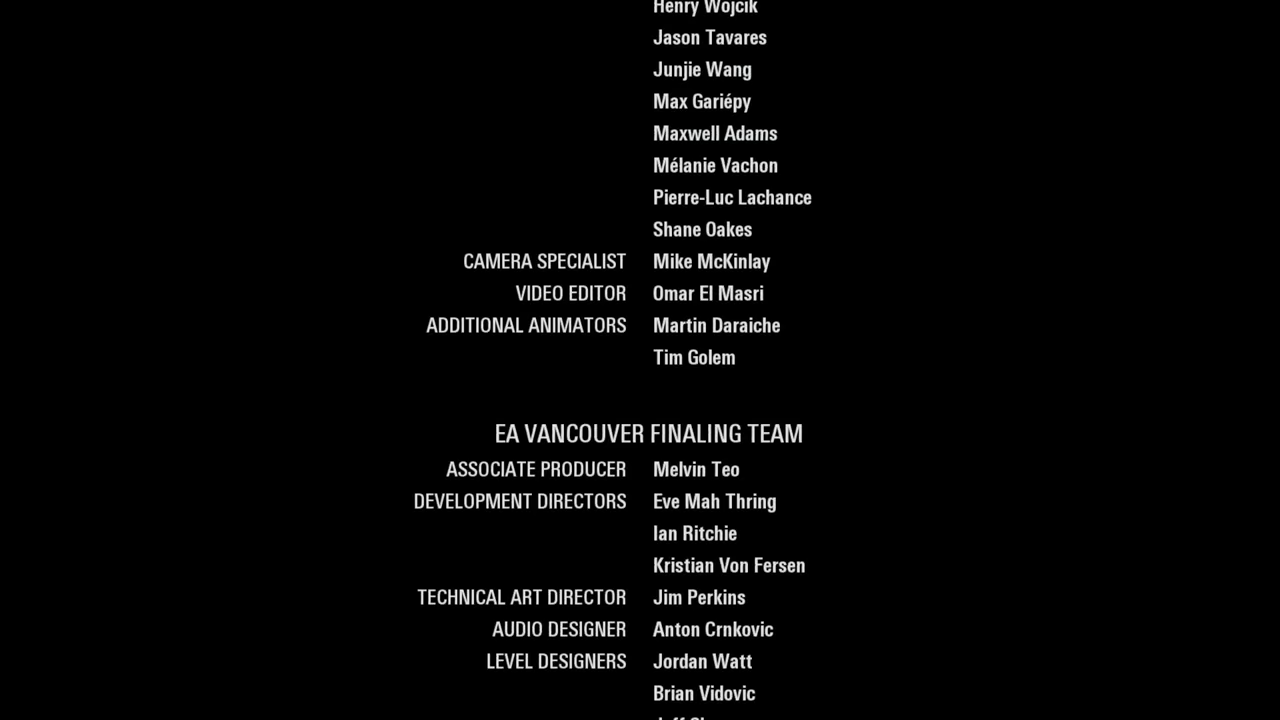 Henry Wojcik
Jason Tavares
Junjie Wang
Max Gariépy
Maxwell Adams
Mélanie Vachon
Pierre-Luc Lachance
Shane Oakes
CAMERA SPECIALIST Mike McKinlay
VIDEO EDITOR Omar El Masri
ADDITIONAL ANIMATORS Martin Daraiche
Tim Golem
EA VANCOUVER FINALING TEAM
ASSOCIATE PRODUCER Melvin Teo
DEVELOPMENT DIRECTORS Eve Mah Thring
Ian Ritchie
Kristian Von Fersen
TECHNICAL ART DIRECTOR Jim Perkins
AUDIO DESIGNER Anton Crnkovic
LEVEL DESIGNERS Jordan Watt
Brian Vidovic